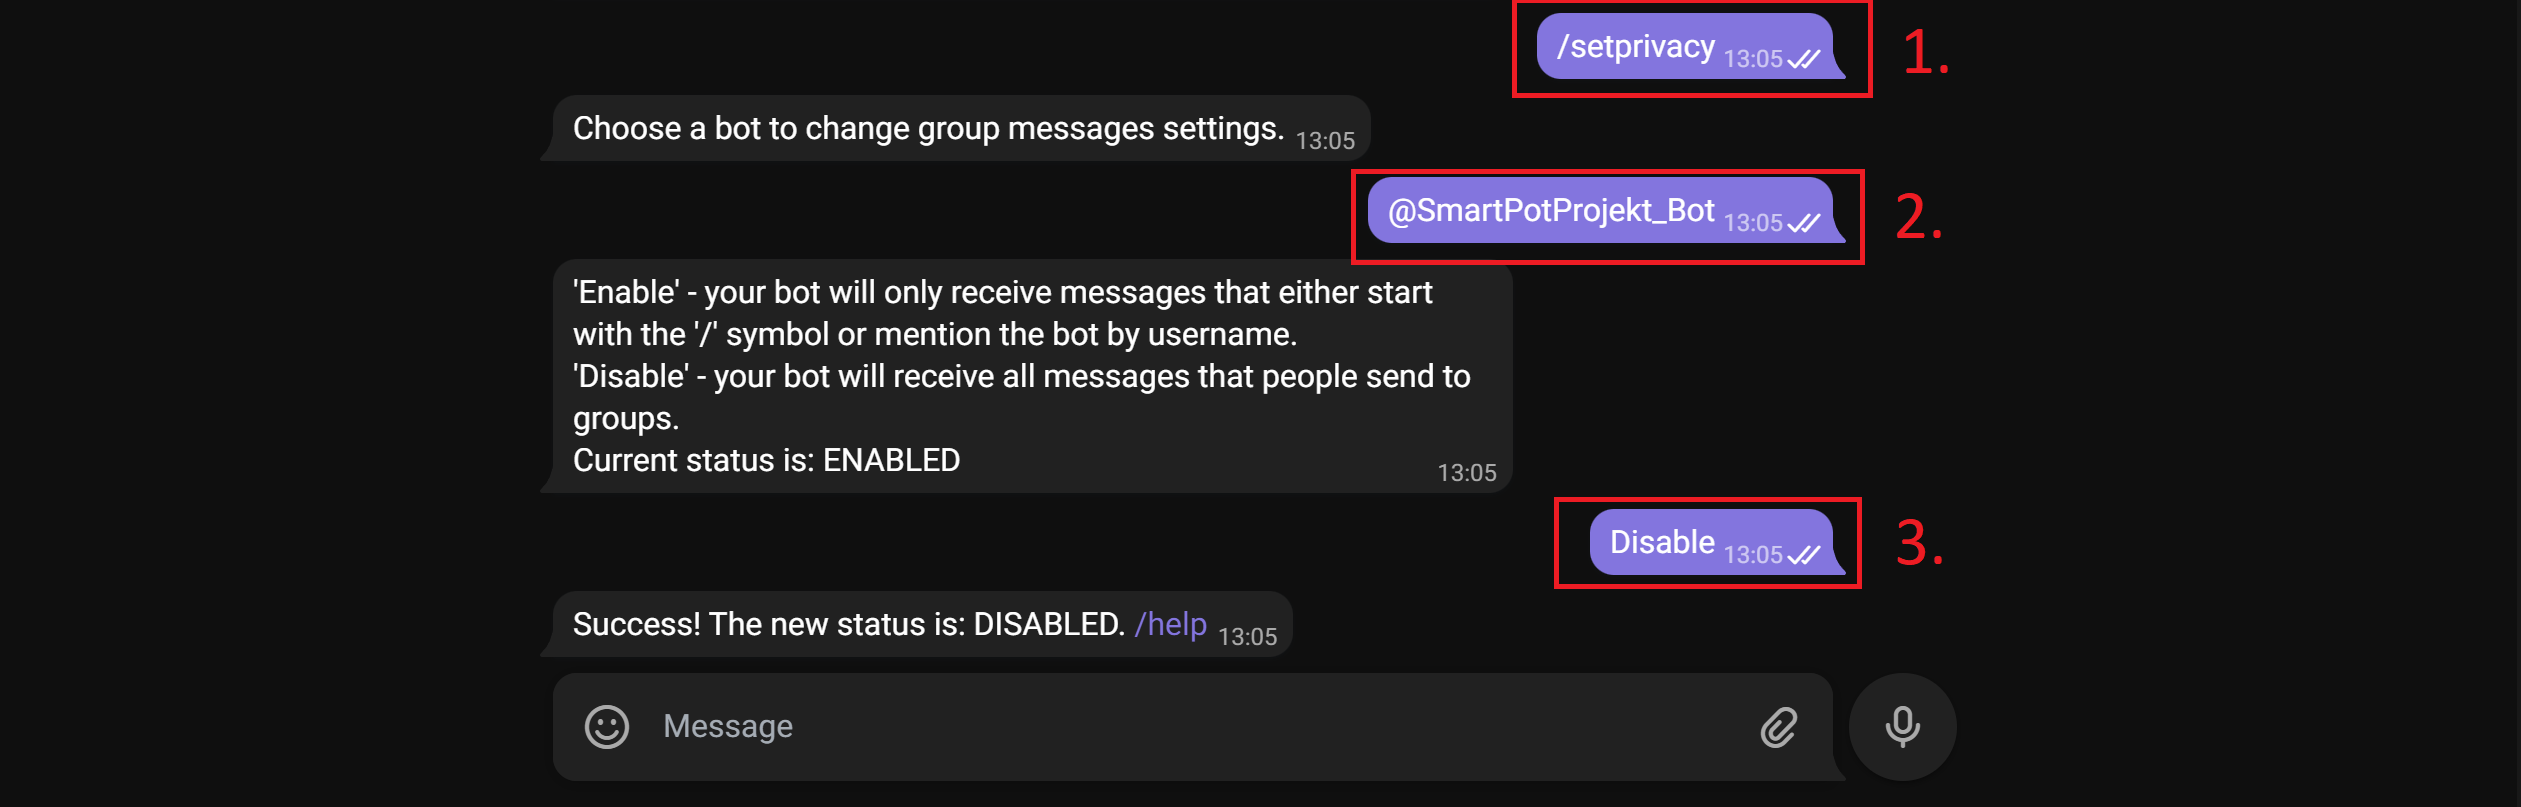 /setprivacy 13:05
1.
Choose a bot to change group messages settings. 13:05
@SmartPotProjekt_Bot 13:05
2.
'Enable' - your bot will only receive messages that either start
with the '/' symbol or mention the bot by username.
'Disable' - your bot will receive all messages that people send to
groups.
Current status is: ENABLED
13:05
Disable 13:05
3.
Success! The new status is: DISABLED. /help 13:05
Message